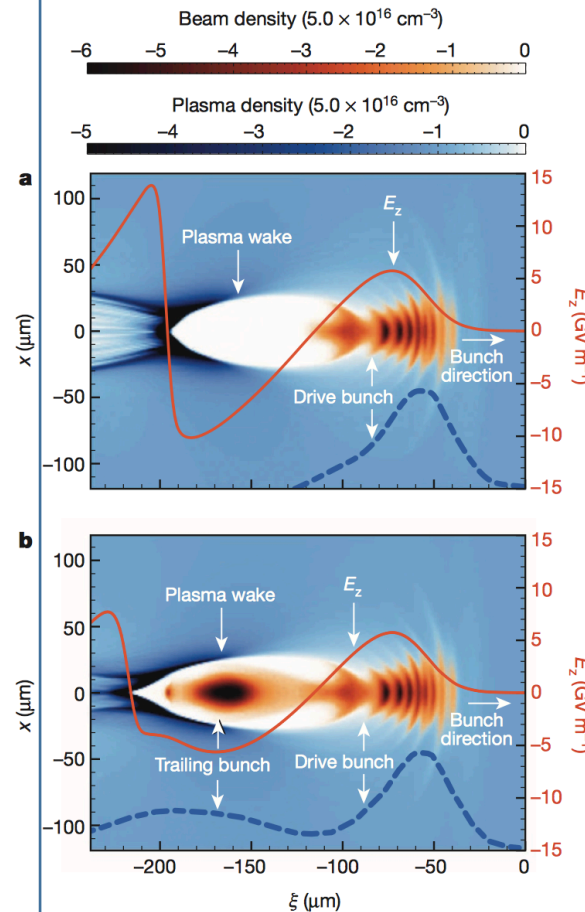 Beam density (5.0 × 10¹⁶ cm⁻³)
−6 −5 −4 −3 −2 −1 0
Plasma density (5.0 × 10¹⁶ cm⁻³)
−5 −4 −3 −2 −1 0
a
100
50
0
−50
−100
x (μm)
Plasma wake
E_z
Drive bunch
Bunch direction
15
10
5
0
−5
−10
−15
E_z (GV m⁻¹)
b
100
50
0
−50
−100
x (μm)
Plasma wake
E_z
Trailing bunch
Drive bunch
Bunch direction
15
10
5
0
−5
−10
−15
E_z (GV m⁻¹)
−200 −150 −100 −50 0
ξ (μm)